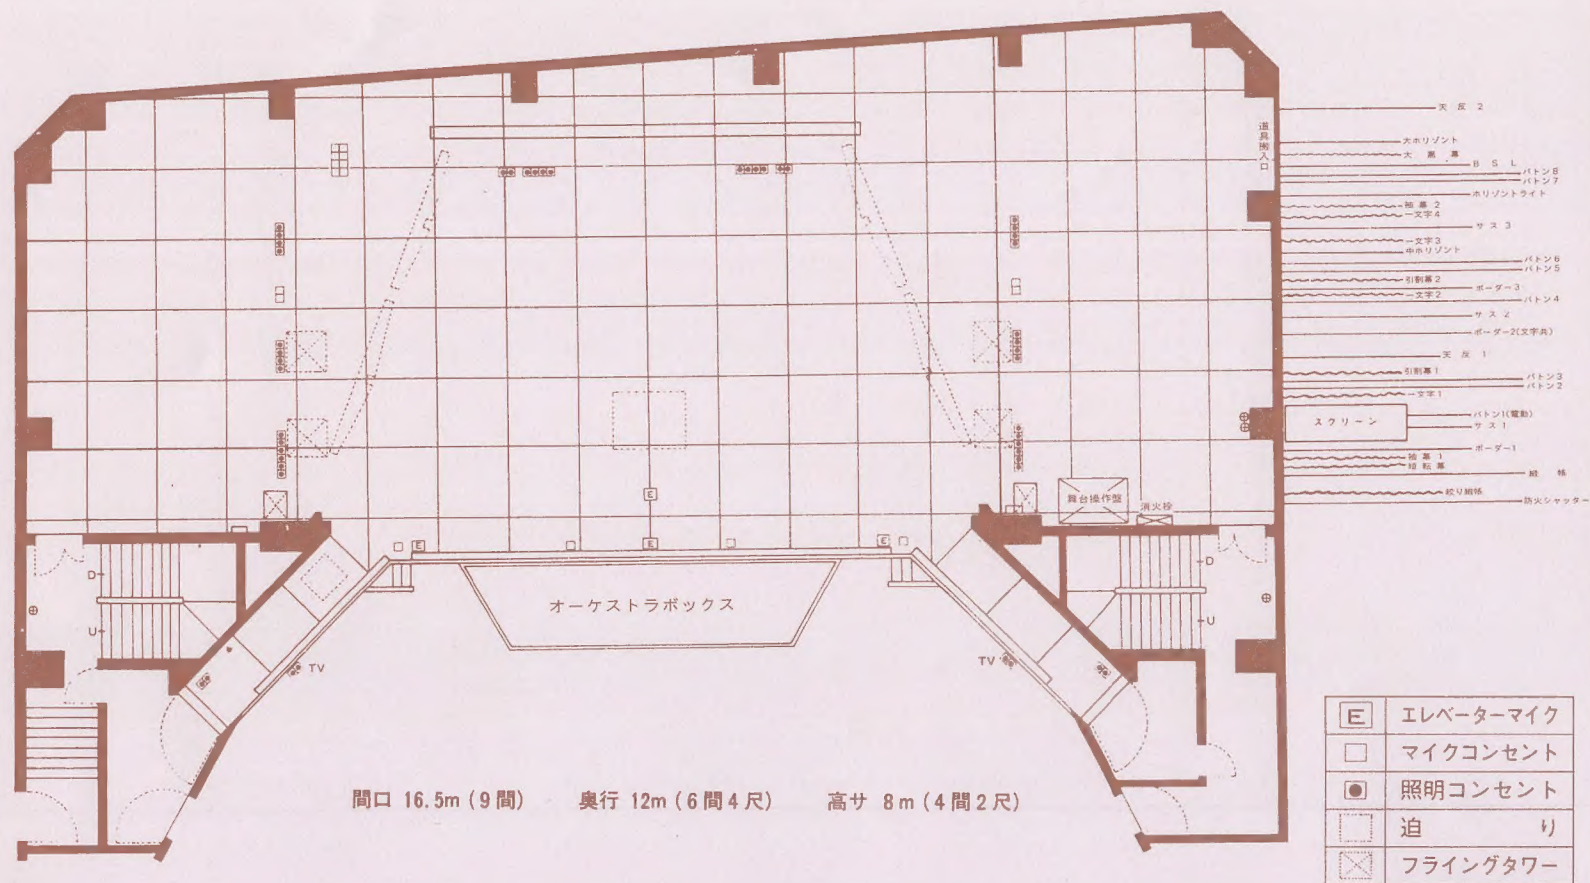 天反 2
大ホリゾント
大黒幕
B S L
バトン8
バトン7
ホリゾントライト
袖幕 2
一文字4
サス 3
一文字3
中ホリゾント
バトン6
バトン5
引割幕2
ボーダー3
一文字2
バトン4
サス 2
ボーダー2(文字共)
天反 1
引割幕1
バトン3
バトン2
一文字1
スクリーン
バトン1(電動)
サス 1
ボーダー1
袖幕 1
暗転幕
緞帳
絞り緞帳
防火シャッター
道具搬入口
E
舞台操作盤
消火栓
E
E
E
D
U
D
U
オーケストラボックス
TV
TV
間口 16.5m (9間) 奥行 12m (6間4尺) 高サ 8m (4間2尺)
E エレベーターマイク
マイクコンセント
照明コンセント
迫り
フライングタワー